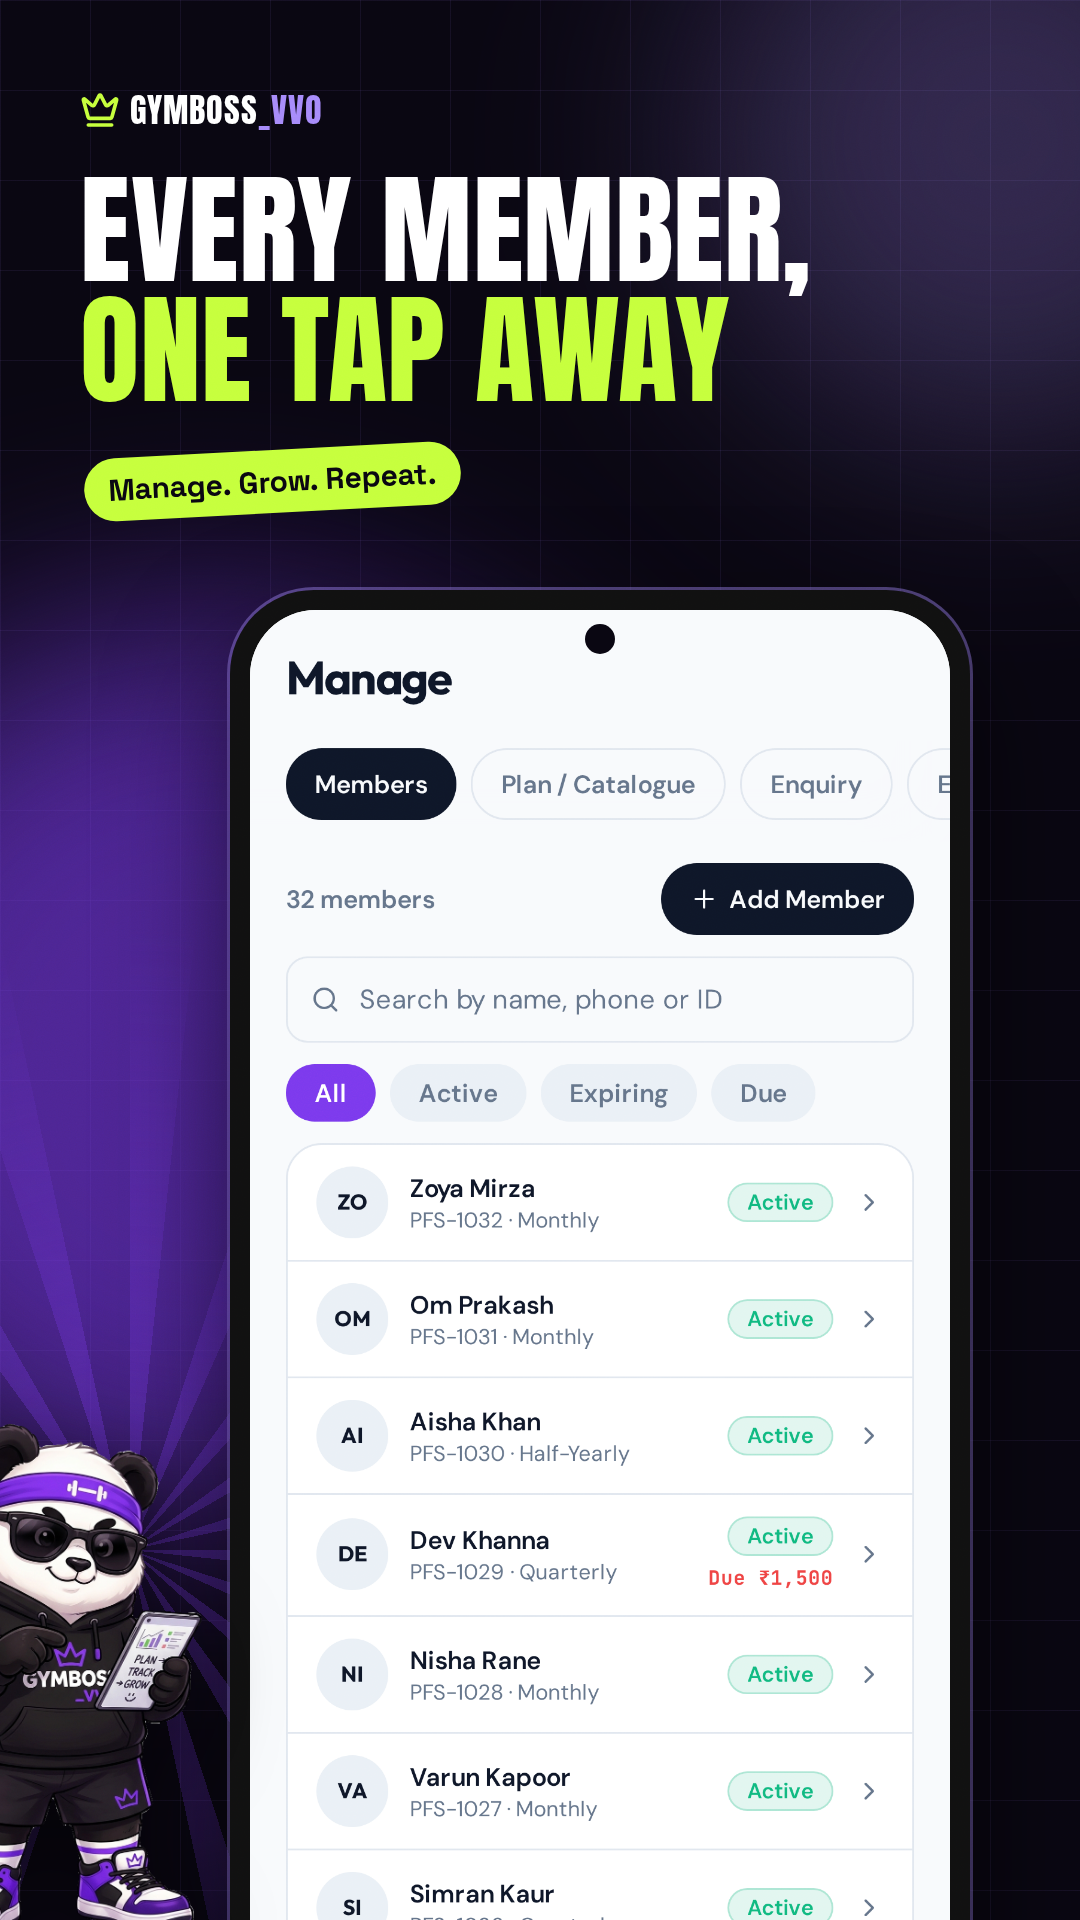 GYMBOSS_VVO
EVERY MEMBER,
ONE TAP AWAY
Manage. Grow. Repeat.
Manage
Members
Plan / Catalogue
Enquiry
32 members
+ Add Member
Search by name, phone or ID
All
Active
Expiring
Due
ZO
Zoya Mirza
PFS-1032 · Monthly
Active
OM
Om Prakash
PFS-1031 · Monthly
Active
AI
Aisha Khan
PFS-1030 · Half-Yearly
Active
DE
Dev Khanna
PFS-1029 · Quarterly
Active
Due ₹1,500
NI
Nisha Rane
PFS-1028 · Monthly
Active
VA
Varun Kapoor
PFS-1027 · Monthly
Active
SI
Simran Kaur
Active
PLAN →
TRACK
→ GROW